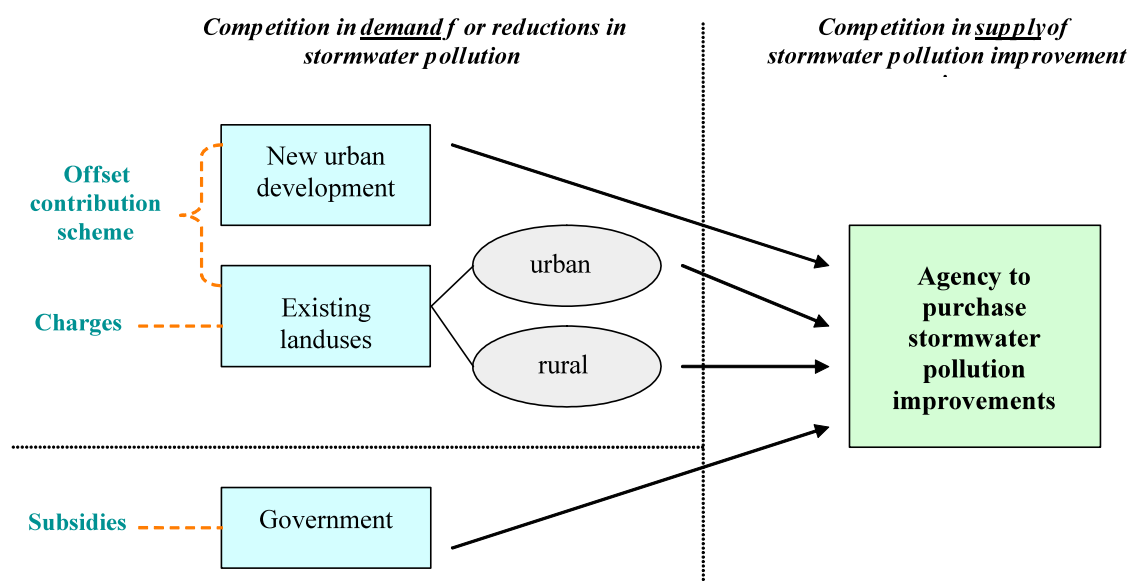 Competition in demand f or reductions in
stormwater pollution
Competition in supply of
stormwater pollution improvement
New urban
development
Offset
contribution
scheme
urban
Existing
landuses
Charges
rural
Agency to
purchase
stormwater
pollution
improvements
Subsidies
Government